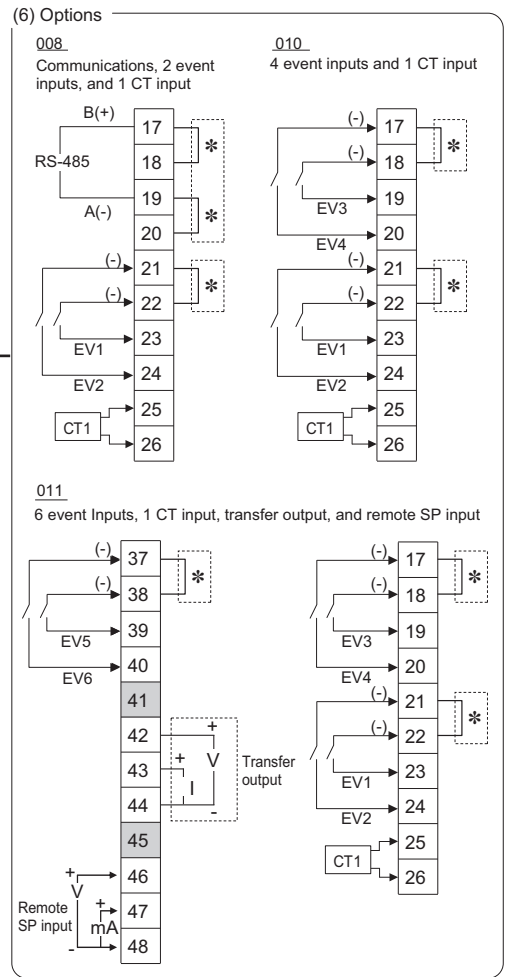 (6) Options
008
Communications, 2 event
inputs, and 1 CT input
B(+)
RS-485
A(-)
17
18
19
20
21
22
23
24
25
26
*
*
*
(-)
(-)
EV1
EV2
CT1
010
4 event inputs and 1 CT input
(-)
(-)
EV3
EV4
(-)
(-)
EV1
EV2
CT1
17
18
19
20
21
22
23
24
25
26
*
*
011
6 event Inputs, 1 CT input, transfer output, and remote SP input
(-)
(-)
EV5
EV6
37
38
39
40
41
42
43
44
45
46
47
48
*
+
V
+
I
-
Transfer
output
+
V
+
mA
-
Remote
SP input
(-)
(-)
EV3
EV4
(-)
(-)
EV1
EV2
CT1
17
18
19
20
21
22
23
24
25
26
*
*